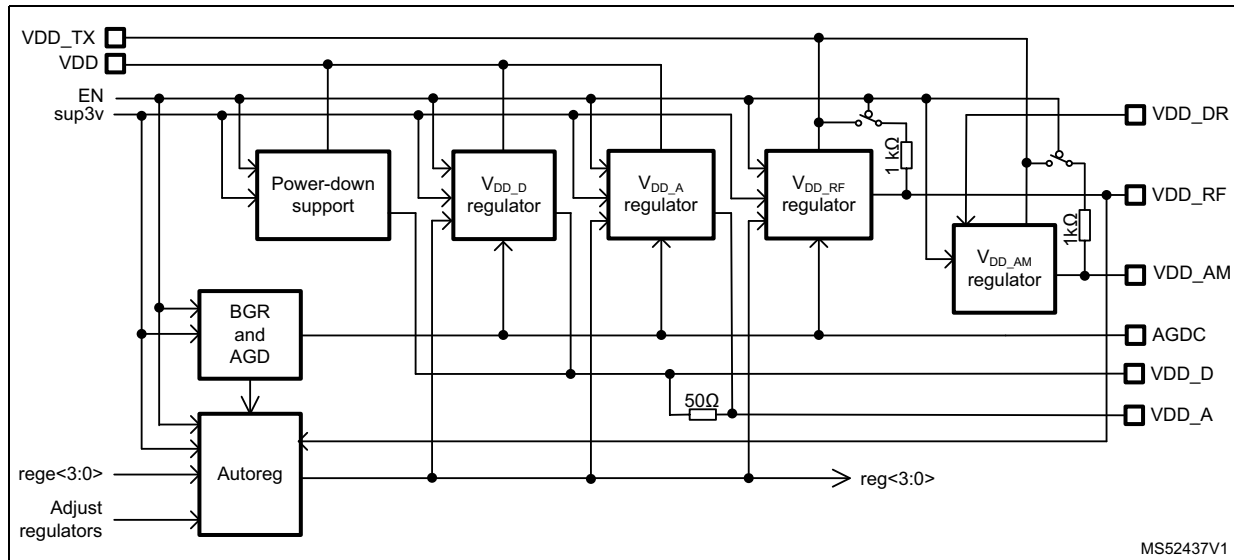 VDD_TX
VDD
EN
sup3v
VDD_DR
1 kΩ
Power-down
support
VDD_D
regulator
VDD_A
regulator
VDD_RF
regulator
VDD_RF
1kΩ
VDD_AM
regulator
VDD_AM
BGR
and
AGD
AGDC
VDD_D
50Ω
VDD_A
Autoreg
rege<3:0>
reg<3:0>
Adjust
regulators
MS52437V1